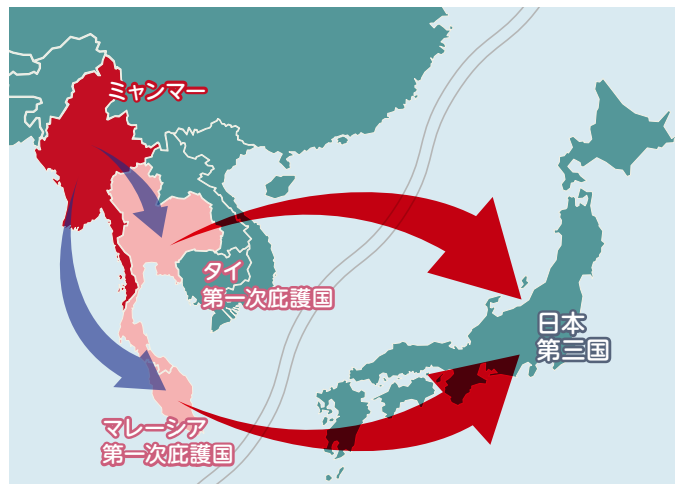 ミャンマー
タイ
第一次庇護国
日本
第三国
マレーシア
第一次庇護国